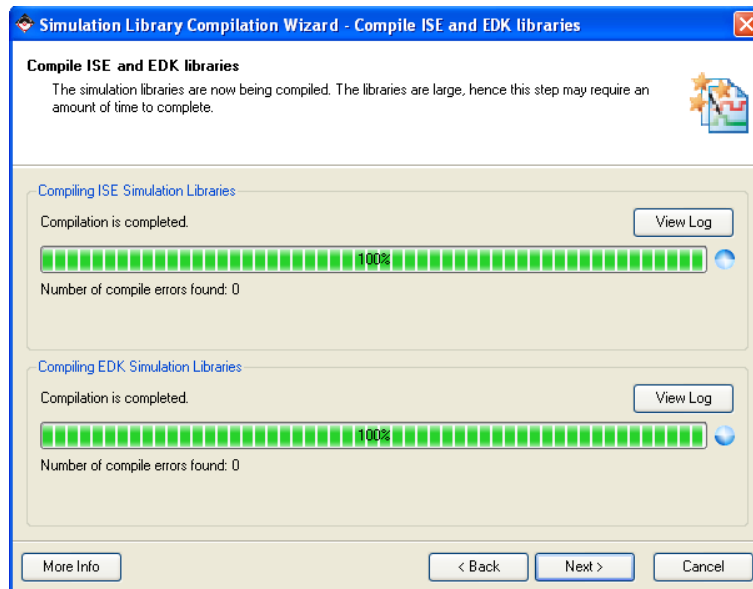 Simulation Library Compilation Wizard - Compile ISE and EDK libraries
Compile ISE and EDK libraries
The simulation libraries are now being compiled. The libraries are large, hence this step may require an
amount of time to complete.
Compiling ISE Simulation Libraries
Compilation is completed.
View Log
100%
Number of compile errors found: 0
Compiling EDK Simulation Libraries
Compilation is completed.
View Log
100%
Number of compile errors found: 0
More Info
< Back
Next >
Cancel